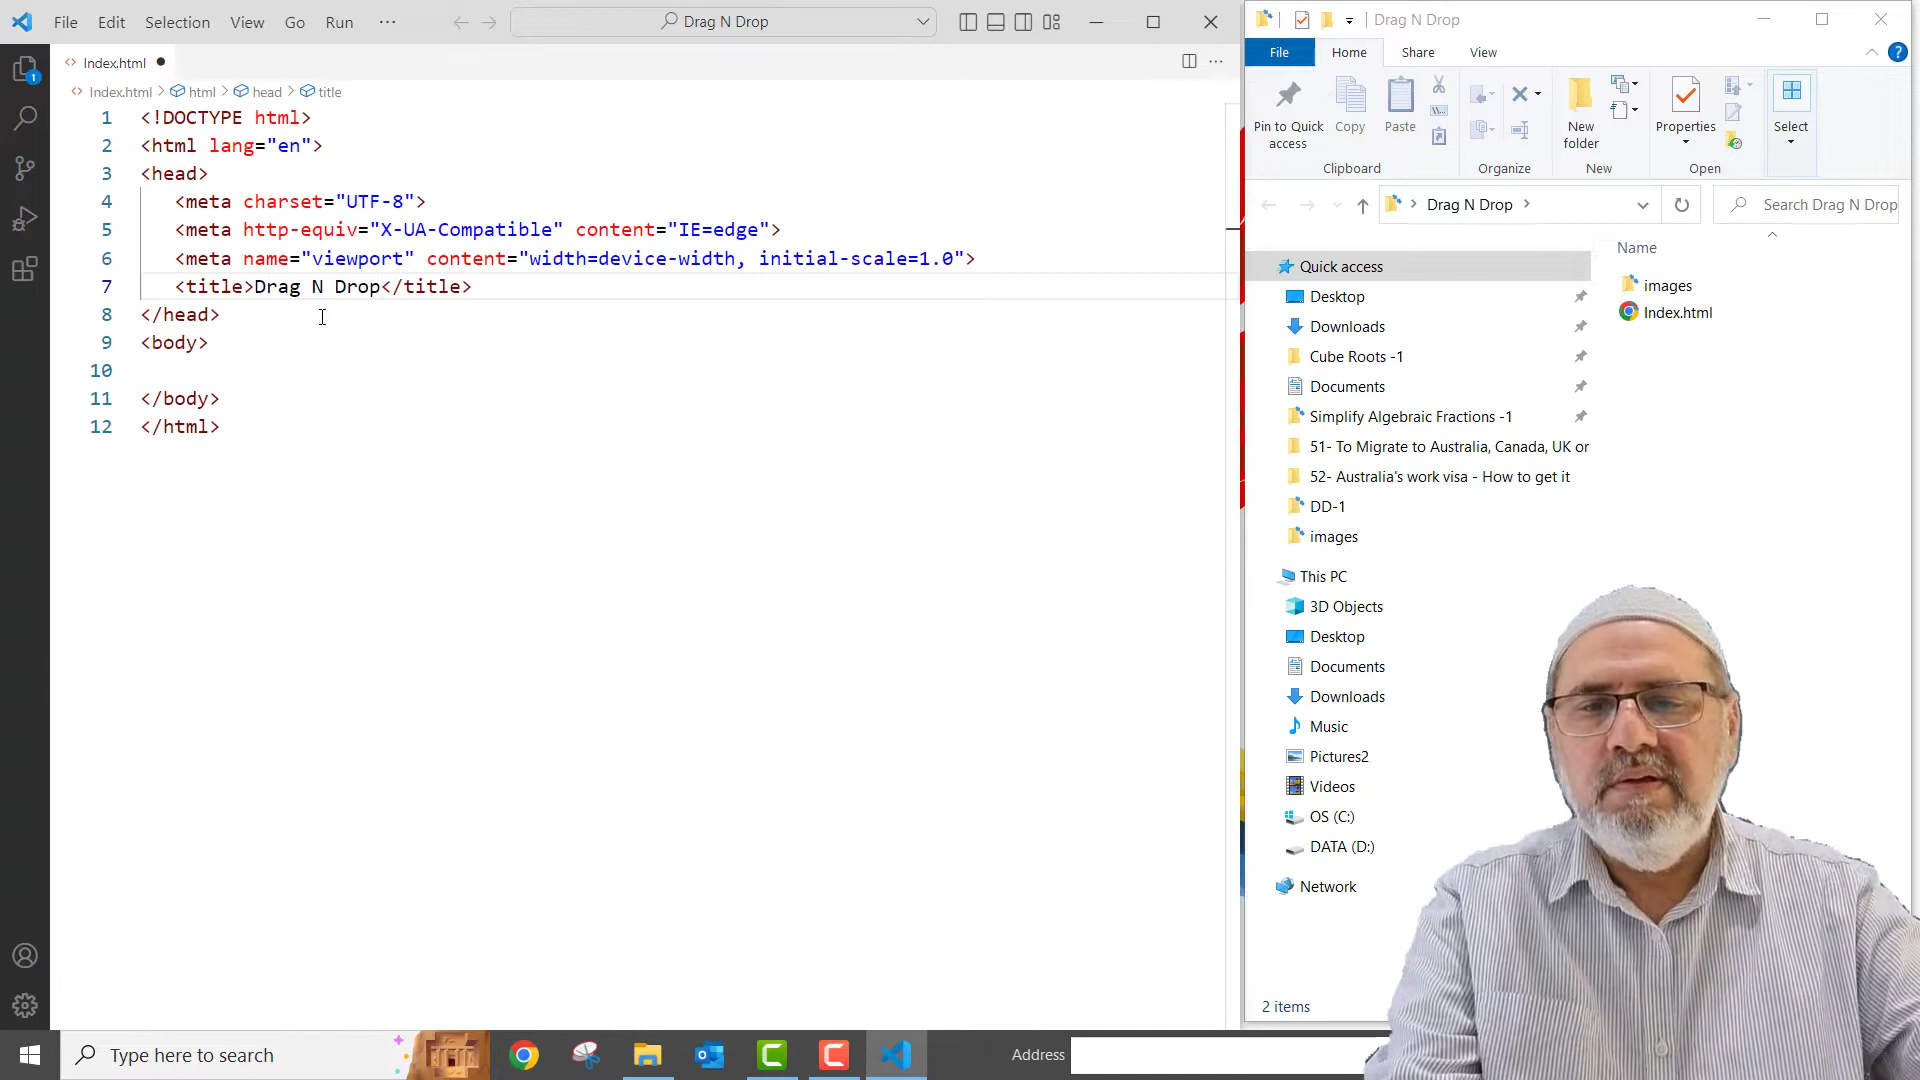 File Edit Selection View Go Run ··· Drag N Drop
Index.html
Index.html > html > head > title
1 <!DOCTYPE html>
2 <html lang="en">
3 <head>
4 <meta charset="UTF-8">
5 <meta http-equiv="X-UA-Compatible" content="IE=edge">
6 <meta name="viewport" content="width=device-width, initial-scale=1.0">
7 <title>Drag N Drop</title>
8 </head>
9 <body>
10
11 </body>
12 </html>
1
Drag N Drop
File Home Share View
Pin to Quick access
Copy
Paste
New folder
Properties
Select
Clipboard Organize New Open
Drag N Drop
Search Drag N Drop
Name
images
Index.html
Quick access
Desktop
Downloads
Cube Roots -1
Documents
Simplify Algebraic Fractions -1
51- To Migrate to Australia, Canada, UK or
52- Australia's work visa - How to get it
DD-1
images
This PC
3D Objects
Desktop
Documents
Downloads
Music
Pictures2
Videos
OS (C:)
DATA (D:)
Network
2 items
Type here to search
Address